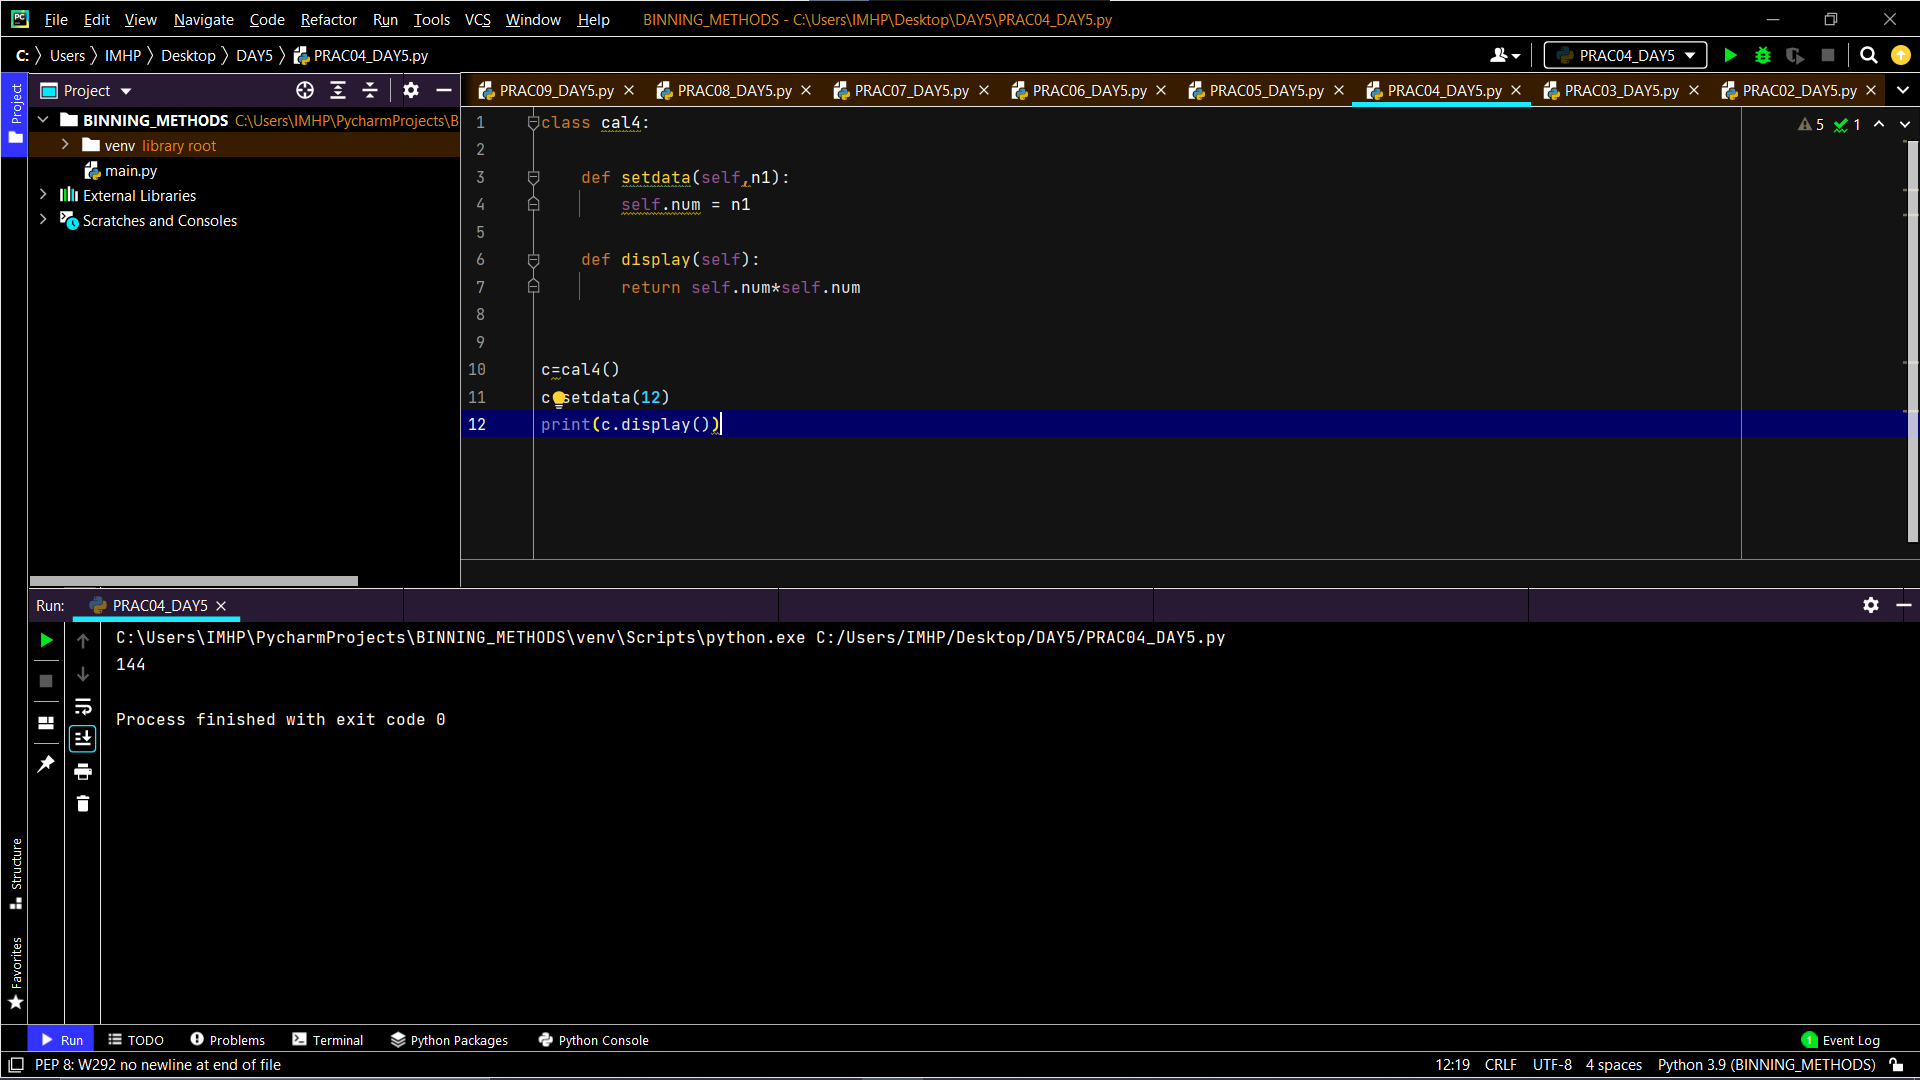 PC File Edit View Navigate Code Refactor Run Tools VCS Window Help BINNING_METHODS - C:\Users\IMHP\Desktop\DAY5\PRAC04_DAY5.py
C: Users IMHP Desktop DAY5 PRAC04_DAY5.py PRAC04_DAY5
Project
Project
PRAC09_DAY5.py PRAC08_DAY5.py PRAC07_DAY5.py PRAC06_DAY5.py PRAC05_DAY5.py PRAC04_DAY5.py PRAC03_DAY5.py PRAC02_DAY5.py
BINNING_METHODS C:\Users\IMHP\PycharmProjects\B
venv library root
main.py
External Libraries
Scratches and Consoles
5 1
1 class cal4:
2
3 def setdata(self,n1):
4 self.num = n1
5
6 def display(self):
7 return self.num*self.num
8
9
10 c=cal4()
11 c setdata(12)
12 print(c.display())
Run: PRAC04_DAY5
C:\Users\IMHP\PycharmProjects\BINNING_METHODS\venv\Scripts\python.exe C:/Users/IMHP/Desktop/DAY5/PRAC04_DAY5.py
144
Process finished with exit code 0
Structure
Favorites
Run TODO Problems Terminal Python Packages Python Console 1 Event Log
PEP 8: W292 no newline at end of file 12:19 CRLF UTF-8 4 spaces Python 3.9 (BINNING_METHODS)